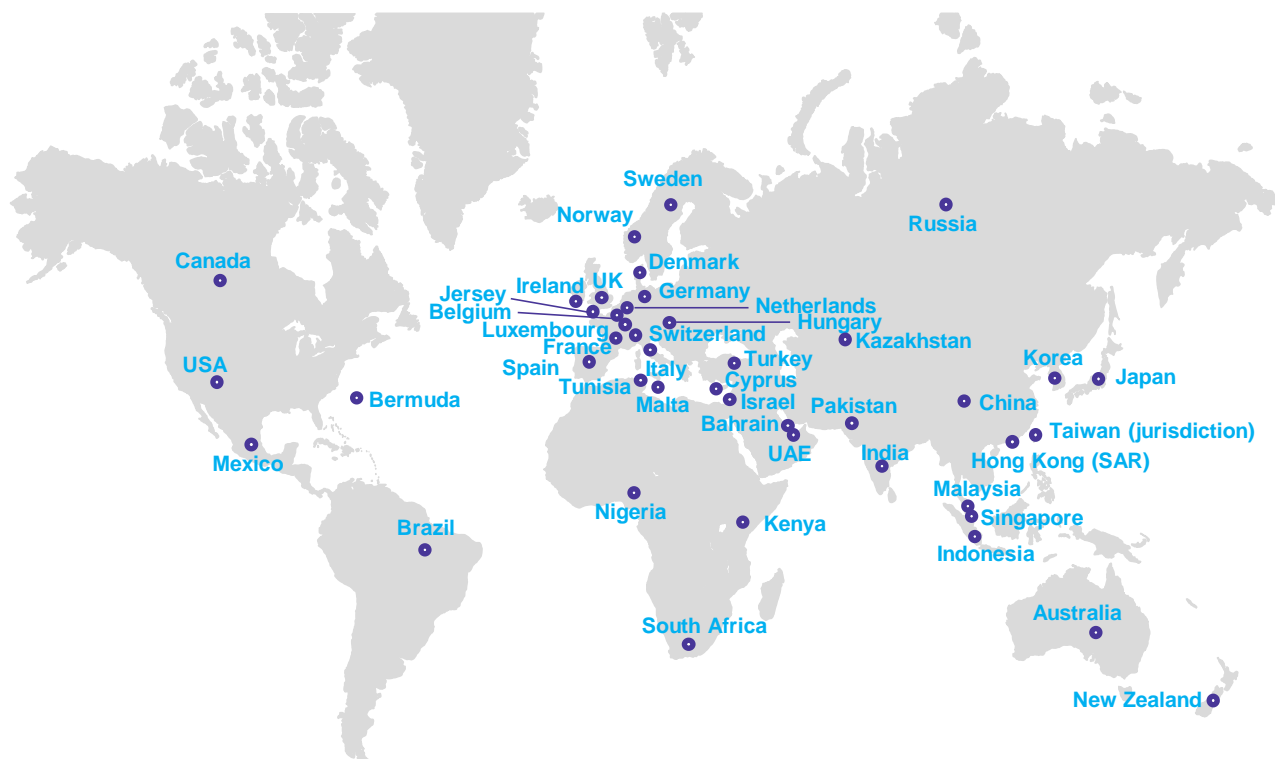 Sweden
Norway
Russia
Canada
Denmark
Ireland
UK
Jersey
Germany
Belgium
Netherlands
Luxembourg
Hungary
France
Switzerland
Kazakhstan
USA
Spain
Italy
Turkey
Korea
Japan
Tunisia
Cyprus
Malta
Israel
Bermuda
Pakistan
China
Bahrain
Taiwan (jurisdiction)
UAE
India
Hong Kong (SAR)
Mexico
Malaysia
Nigeria
Kenya
Singapore
Brazil
Indonesia
South Africa
Australia
New Zealand